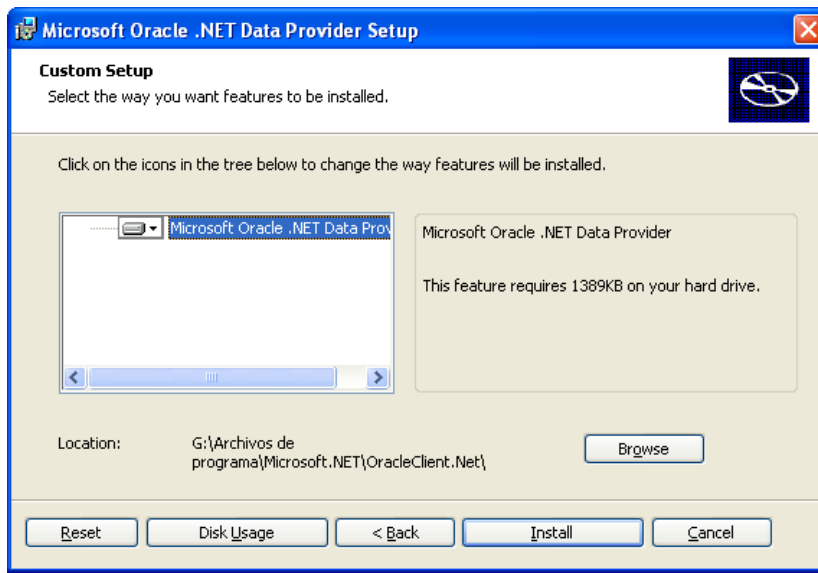 Microsoft Oracle .NET Data Provider Setup
Custom Setup
Select the way you want features to be installed.
Click on the icons in the tree below to change the way features will be installed.
Microsoft Oracle .NET Data Prov
Microsoft Oracle .NET Data Provider
This feature requires 1389KB on your hard drive.
Location:
G:\Archivos de
programa\Microsoft.NET\OracleClient.Net\
Browse
Reset
Disk Usage
< Back
Install
Cancel